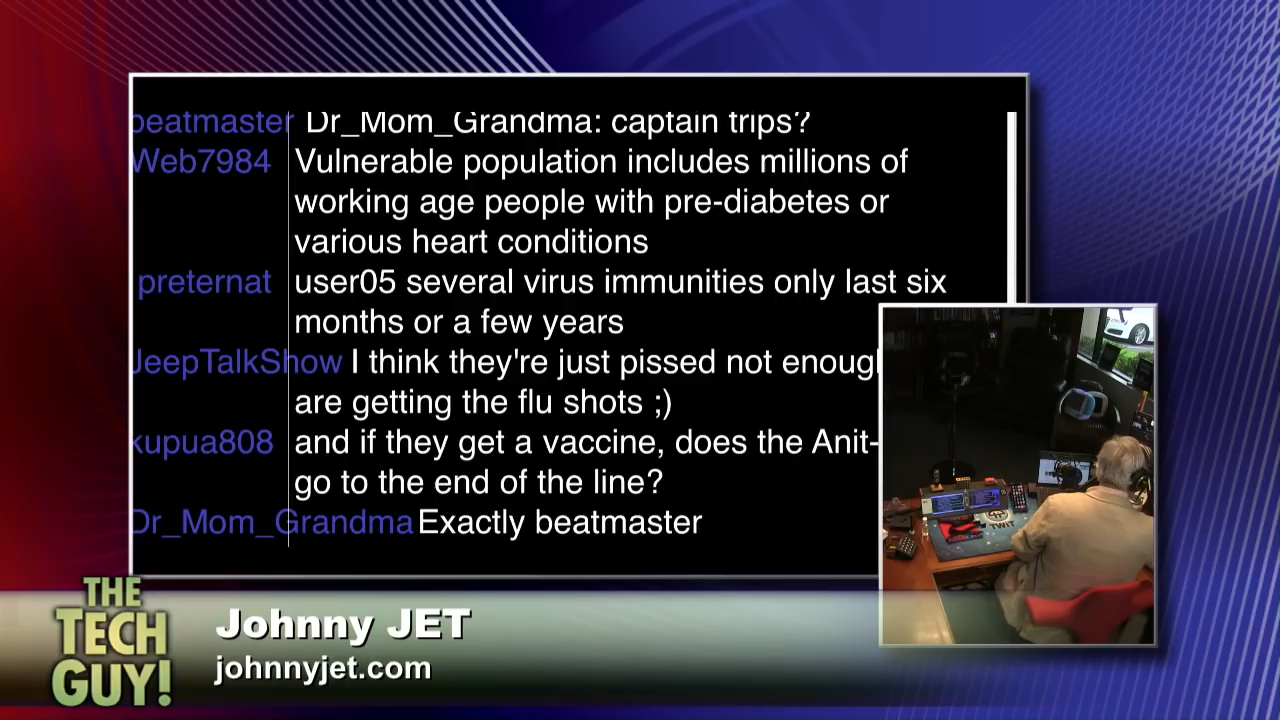 beatmaster Dr_Mom_Grandma: captain trips?
Web7984 Vulnerable population includes millions of
working age people with pre-diabetes or
various heart conditions
preternat user05 several virus immunities only last six
months or a few years
JeepTalkShow I think they're just pissed not enough
are getting the flu shots ;)
kupua808 and if they get a vaccine, does the Anit-
go to the end of the line?
Dr_Mom_Grandma Exactly beatmaster
TWiT
THE
TECH
GUY!
Johnny JET
johnnyjet.com